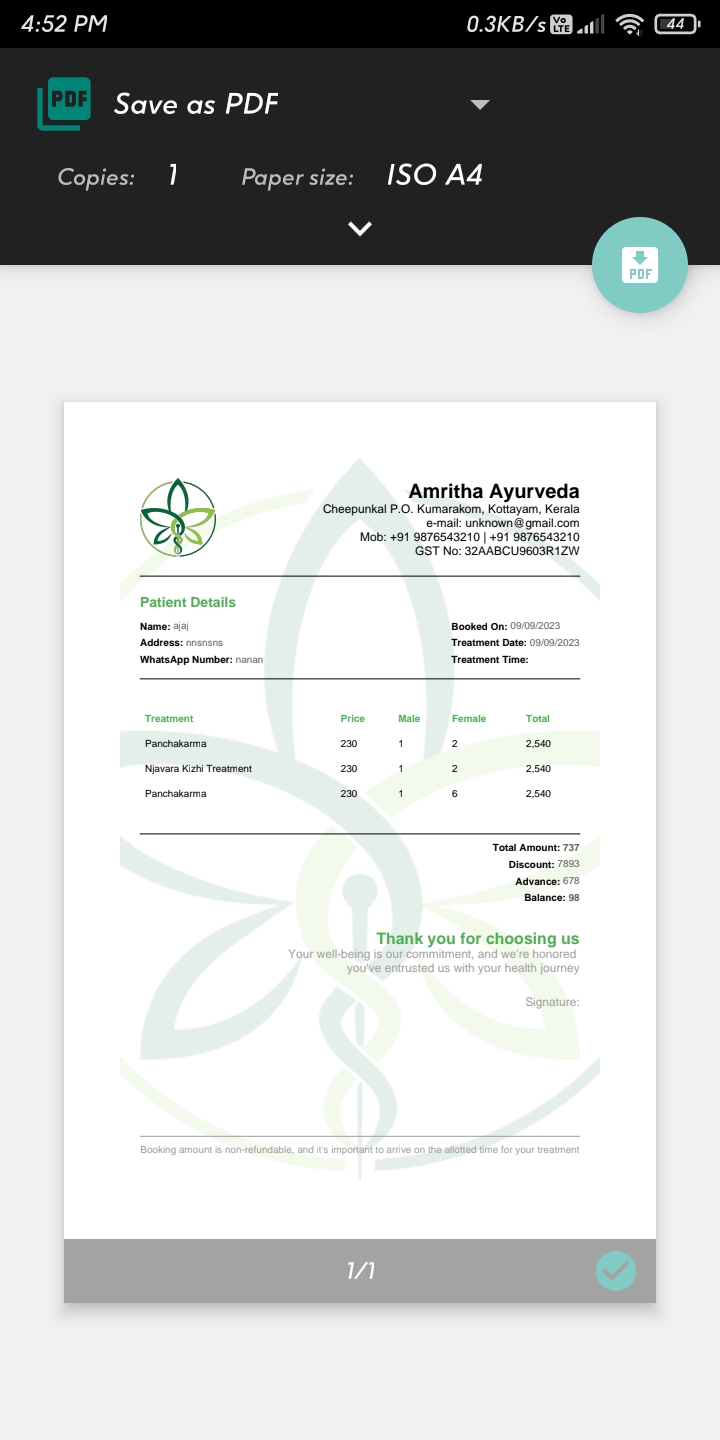 4:52 PM
0.3KB/s Vo LTE 44
PDF Save as PDF
Copies: 1 Paper size: ISO A4
PDF
Amritha Ayurveda
Cheepunkal P.O. Kumarakom, Kottayam, Kerala
e-mail: unknown@gmail.com
Mob: +91 9876543210 | +91 9876543210
GST No: 32AABCU9603R1ZW
Patient Details
Name: ajaj
Booked On: 09/09/2023
Address: nnsnsns
Treatment Date: 09/09/2023
WhatsApp Number: nanan
Treatment Time:
Treatment Price Male Female Total
Panchakarma 230 1 2 2,540
Njavara Kizhi Treatment 230 1 2 2,540
Panchakarma 230 1 6 2,540
Total Amount: 737
Discount: 7893
Advance: 678
Balance: 98
Thank you for choosing us
Your well-being is our commitment, and we're honored
you've entrusted us with your health journey
Signature:
Booking amount is non-refundable, and it's important to arrive on the allotted time for your treatment
1/1